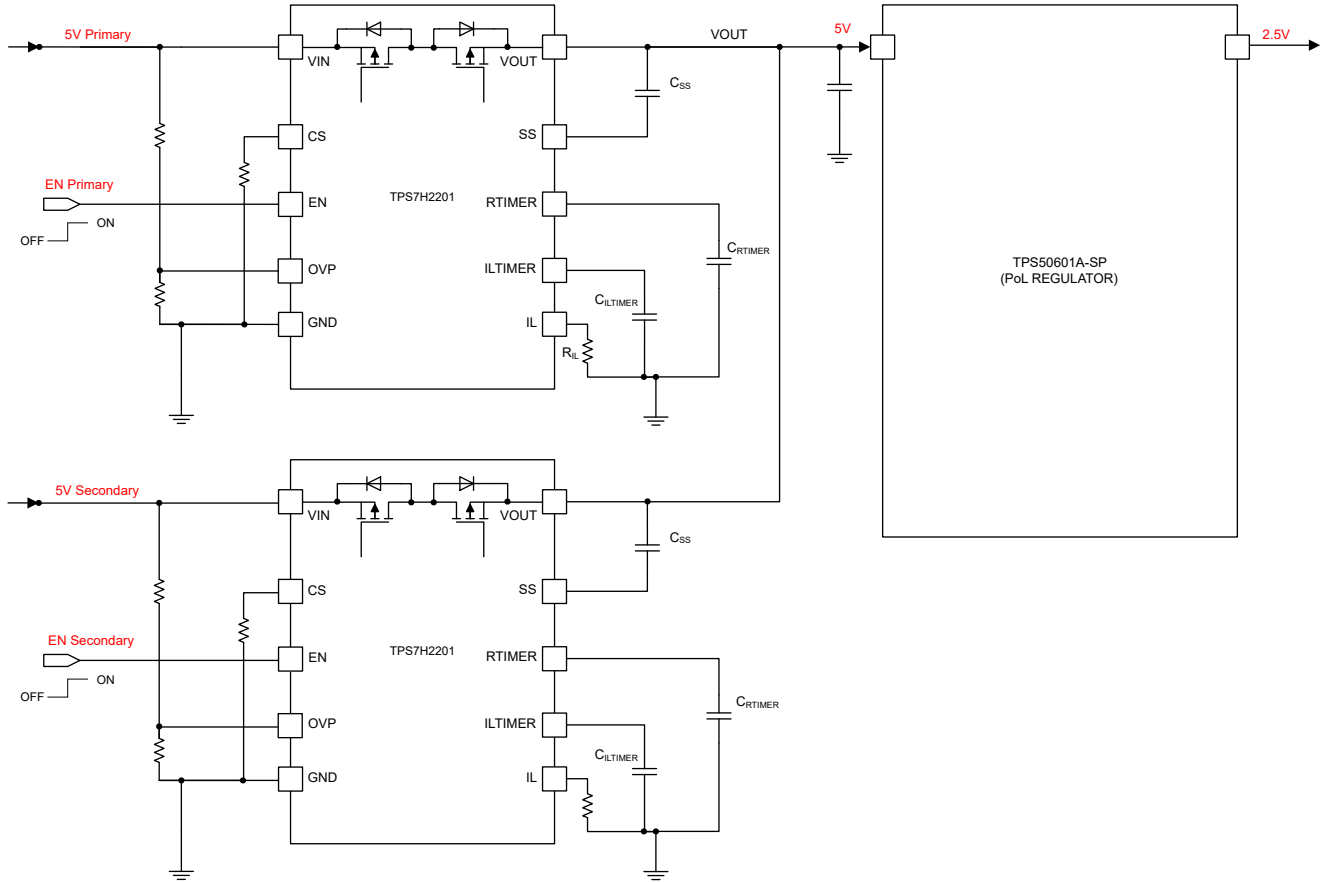 5V Primary
VIN
VOUT
VOUT
5V
2.5V
CSS
CS
SS
EN Primary
ON
OFF
EN
TPS7H2201
RTIMER
CRTIMER
OVP
ILTIMER
CILTIMER
GND
IL
RIL
TPS50601A-SP
(PoL REGULATOR)
5V Secondary
VIN
VOUT
CSS
CS
SS
EN Secondary
ON
OFF
EN
TPS7H2201
RTIMER
CRTIMER
OVP
ILTIMER
CILTIMER
GND
IL